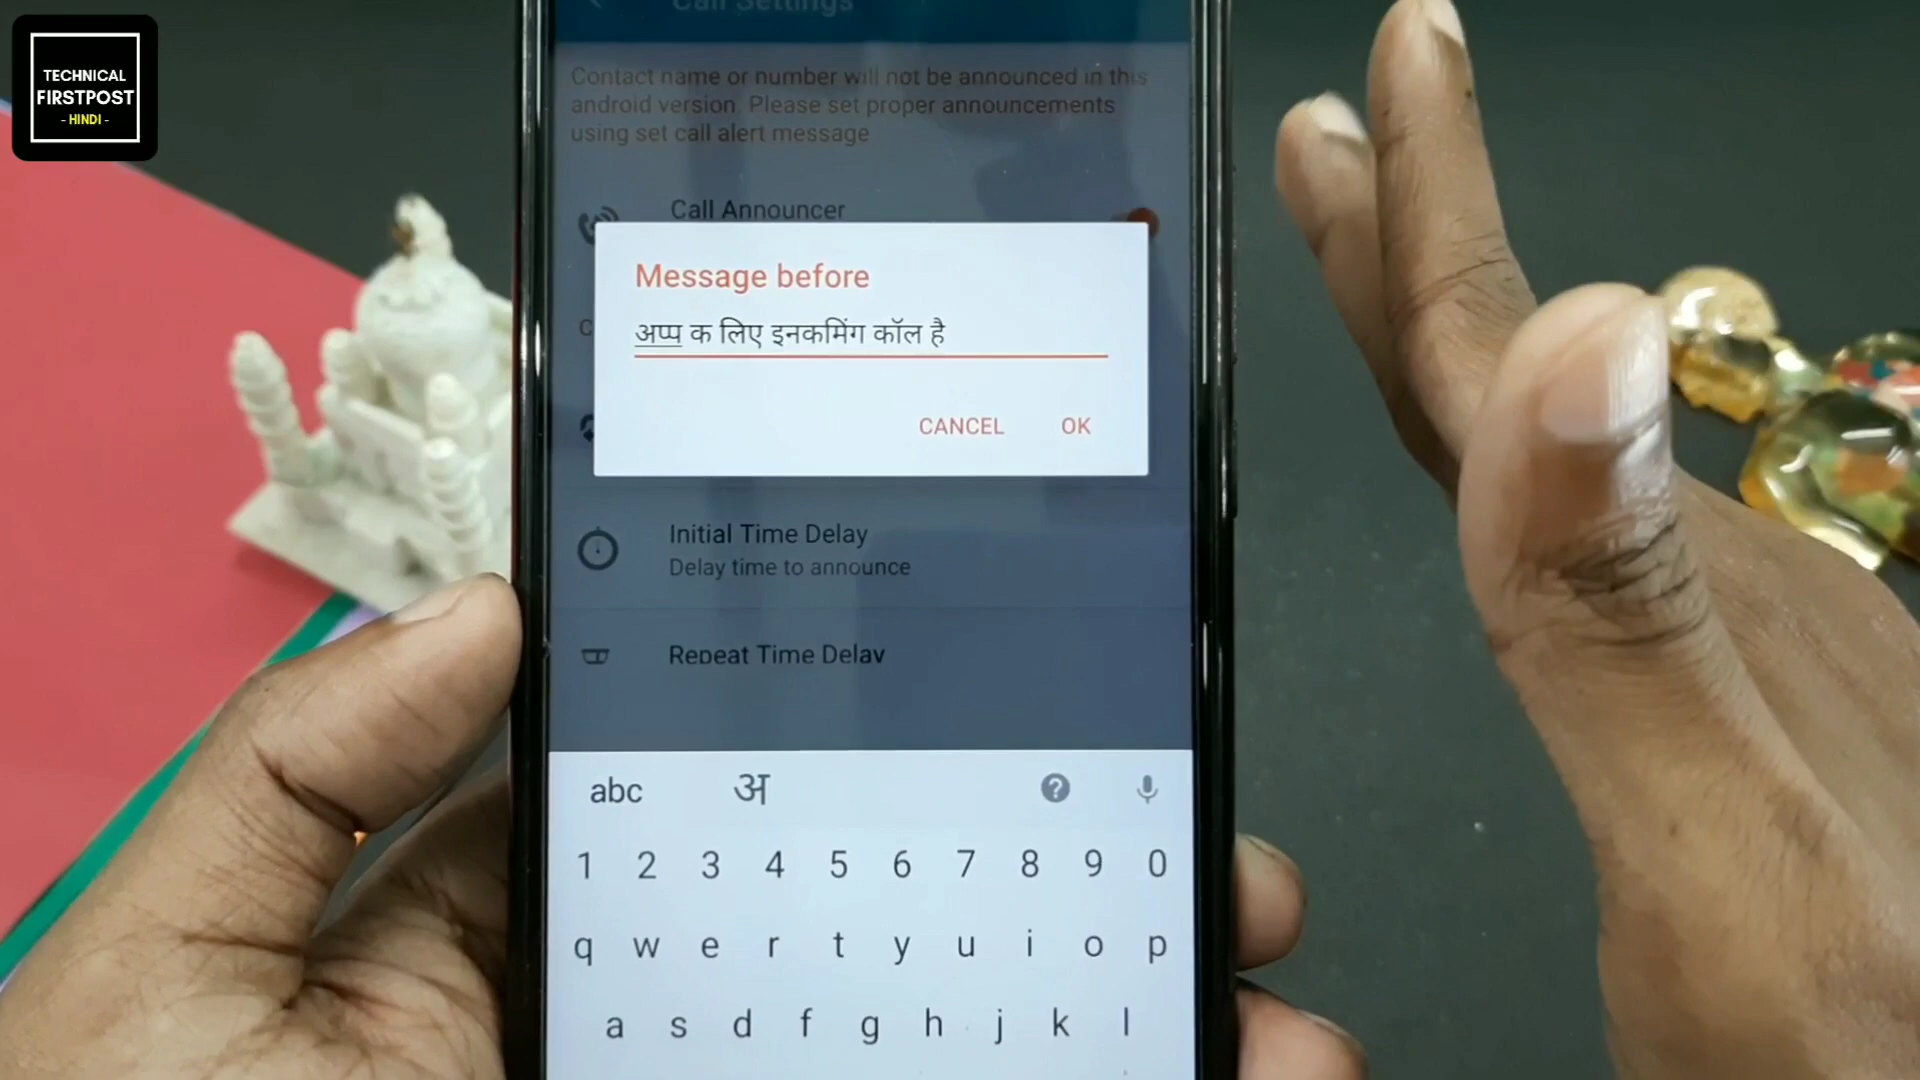 TECHNICAL
FIRSTPOST
- HINDI -
Call Settings
Contact name or number will not be announced in this
android version. Please set proper announcements
using set call alert message
Call Announcer
Message before
अप्प क लिए इनकमिंग कॉल है
CANCEL OK
Initial Time Delay
Delay time to announce
Repeat Time Delay
abc अ
1 2 3 4 5 6 7 8 9 0
q w e r t y u i o p
a s d f g h j k l